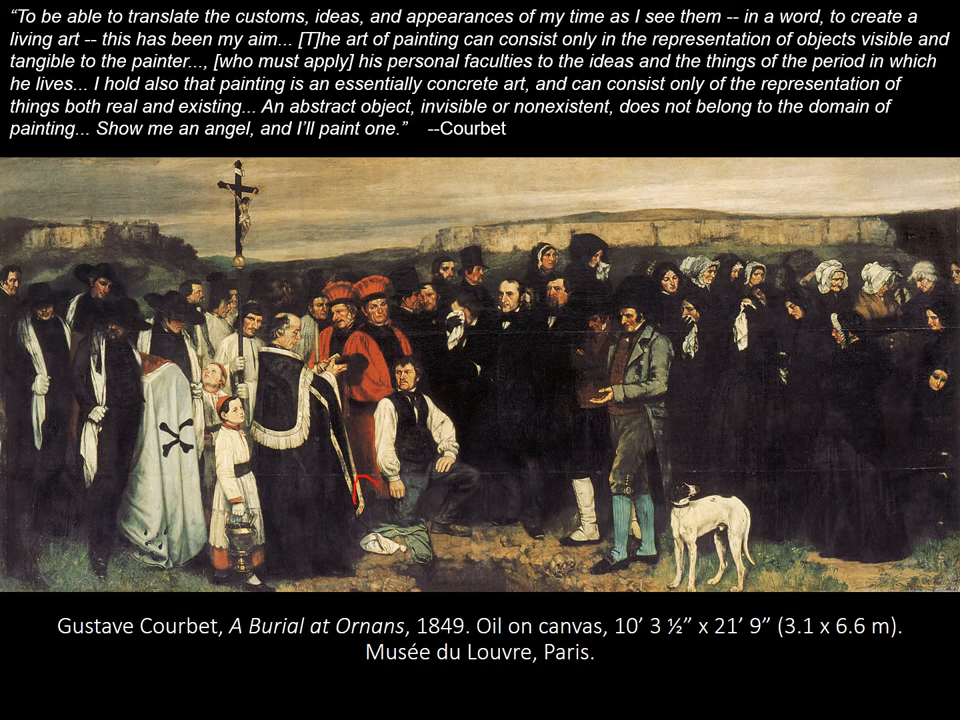 “To be able to translate the customs, ideas, and appearances of my time as I see them -- in a word, to create a
living art -- this has been my aim... [T]he art of painting can consist only in the representation of objects visible and
tangible to the painter..., [who must apply] his personal faculties to the ideas and the things of the period in which
he lives... I hold also that painting is an essentially concrete art, and can consist only of the representation of
things both real and existing... An abstract object, invisible or nonexistent, does not belong to the domain of
painting... Show me an angel, and I’ll paint one.” --Courbet
Gustave Courbet, A Burial at Ornans, 1849. Oil on canvas, 10’ 3 ½” x 21’ 9” (3.1 x 6.6 m).
Musée du Louvre, Paris.